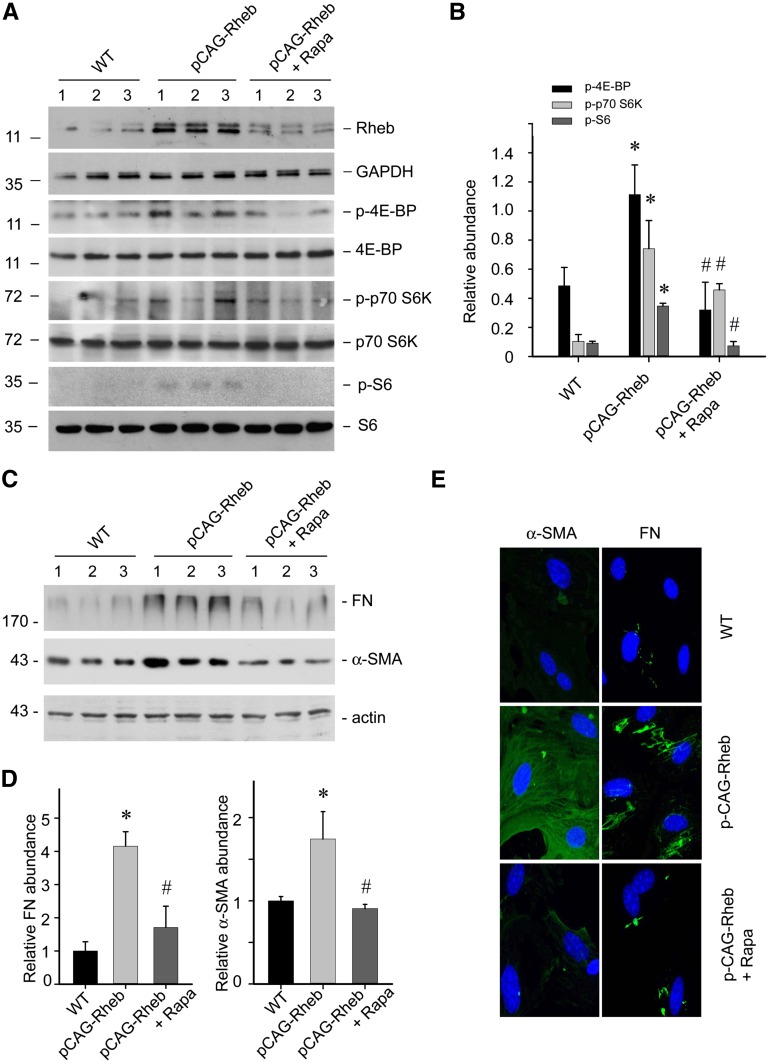 A
WT
pCAG-Rheb
pCAG-Rheb
+ Rapa
1 2 3 1 2 3 1 2 3
11 – – Rheb
35 – – GAPDH
11 – – p-4E-BP
11 – – 4E-BP
72 – – p-p70 S6K
72 – – p70 S6K
35 – – p-S6
35 – – S6
B
p-4E-BP
p-p70 S6K
p-S6
Relative abundance
1.4
1.2
1.0
0.8
0.6
0.4
0.2
0
* * *
# # #
WT
pCAG-Rheb
pCAG-Rheb
+ Rapa
C
WT
pCAG-Rheb
pCAG-Rheb
+ Rapa
1 2 3 1 2 3 1 2 3
170 – - FN
43 - - α-SMA
43 - - actin
D
Relative FN abundance
5
4
3
2
1
0
*
#
WT
pCAG-Rheb
pCAG-Rheb
+ Rapa
Relative α-SMA abundance
2
1
0
*
#
WT
pCAG-Rheb
pCAG-Rheb
+ Rapa
E
α-SMA FN
WT
p-CAG-Rheb
p-CAG-Rheb
+ Rapa